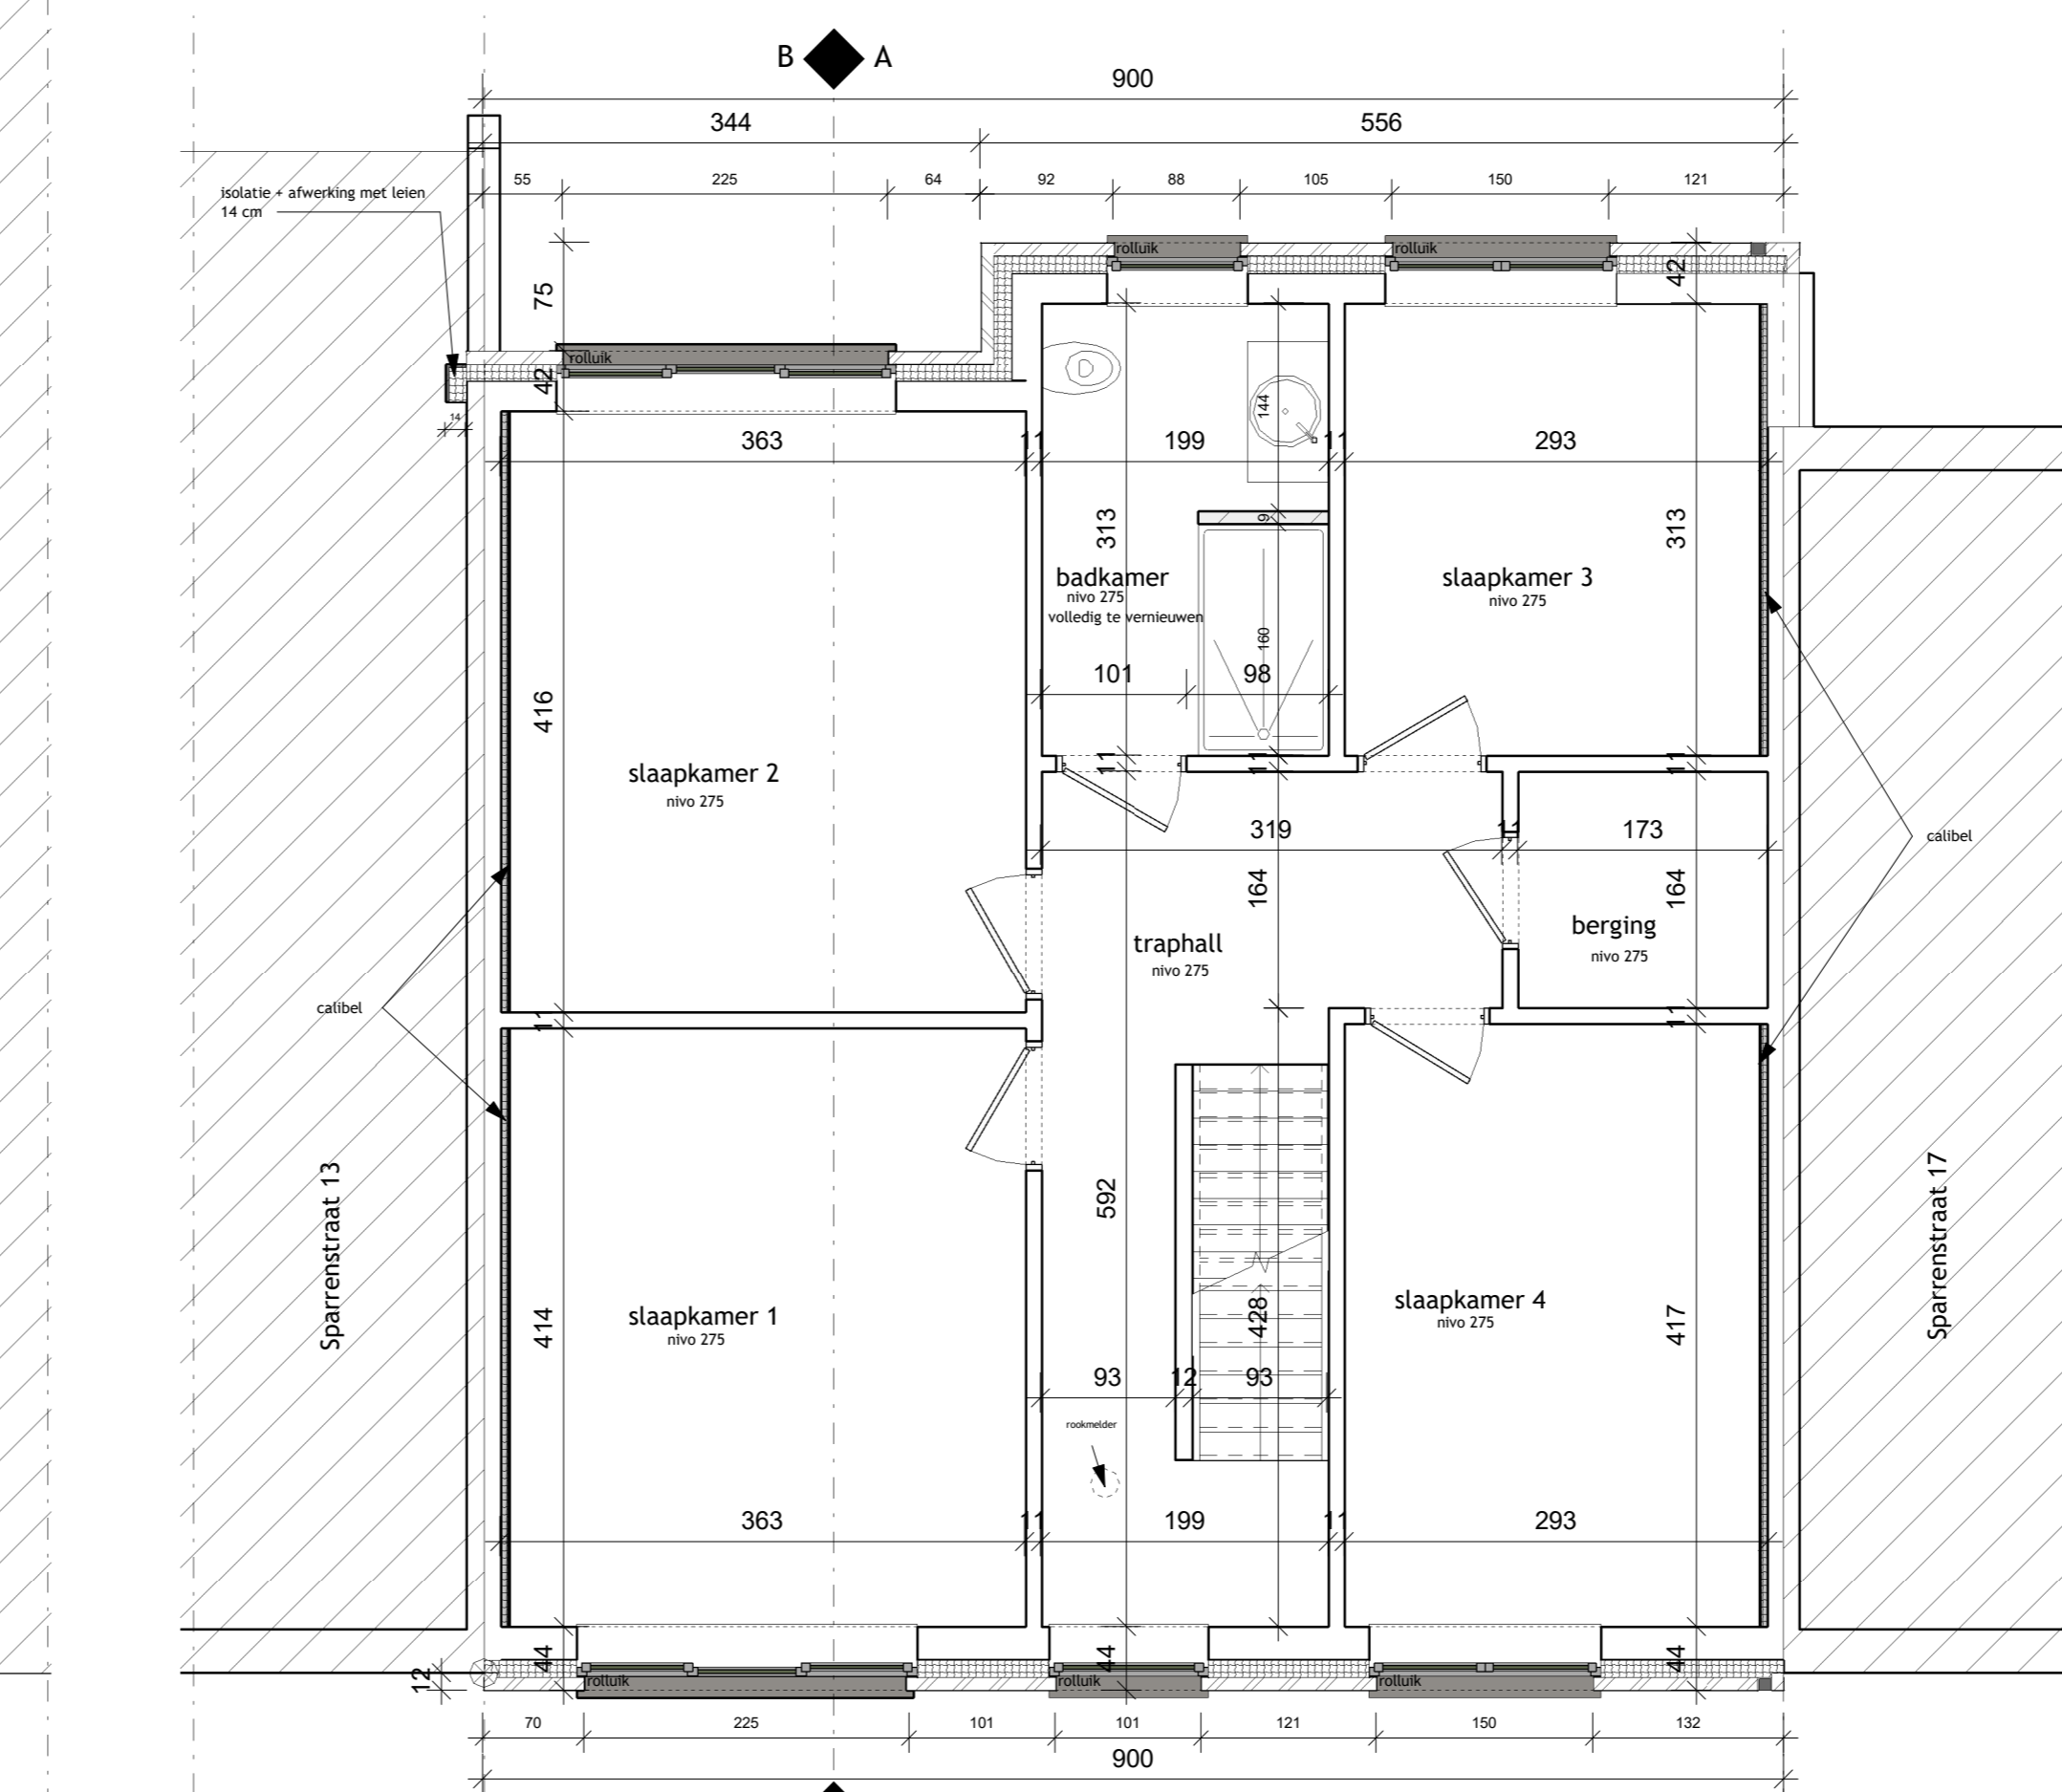 B A
900
344 556
55 225 64 92 88 105 150 121
isolatie + afwerking met leien
14 cm
rolluik rolluik
75 42
rolluik
42
14
144
363 11 199 11 293
9
313 313
badkamer
nivo 275
volledig te vernieuwen
slaapkamer 3
nivo 275
160
101 98
416
slaapkamer 2
nivo 275
11 11 11
319 11 173
calibel
164 164
traphall
nivo 275
berging
nivo 275
calibel
11 11
Sparrenstraat 13
592
Sparrenstraat 17
slaapkamer 1
nivo 275
414
428
slaapkamer 4
nivo 275
417
93 12 93
rookmelder
363 11 199 11 293
44 44 44
12
rolluik rolluik rolluik
70 225 101 101 121 150 132
900